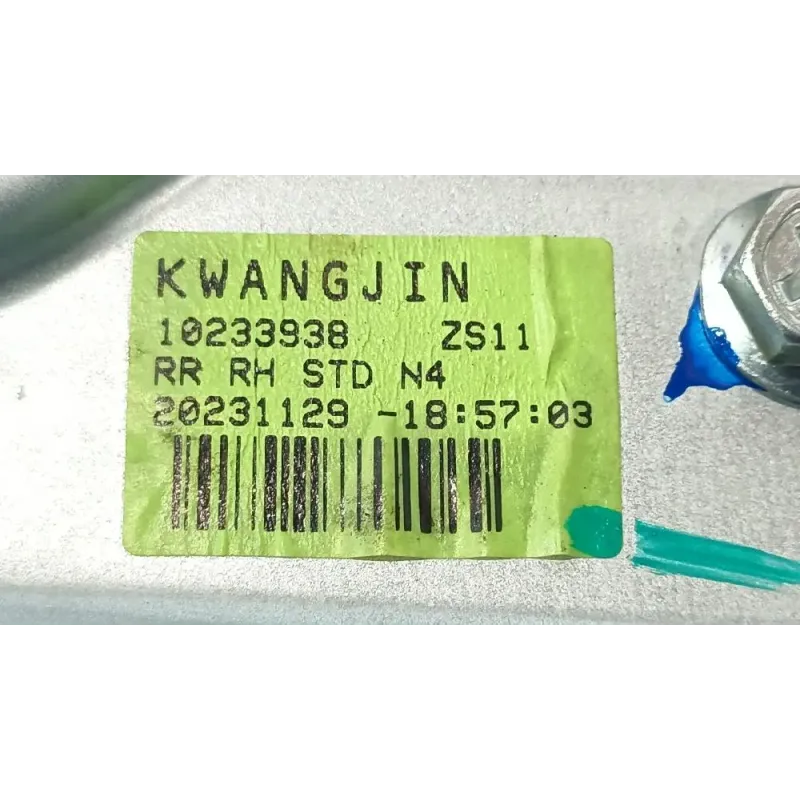 KWANGJIN
10233938 ZS11
RR RH STD N4
20231129 -18:57:03